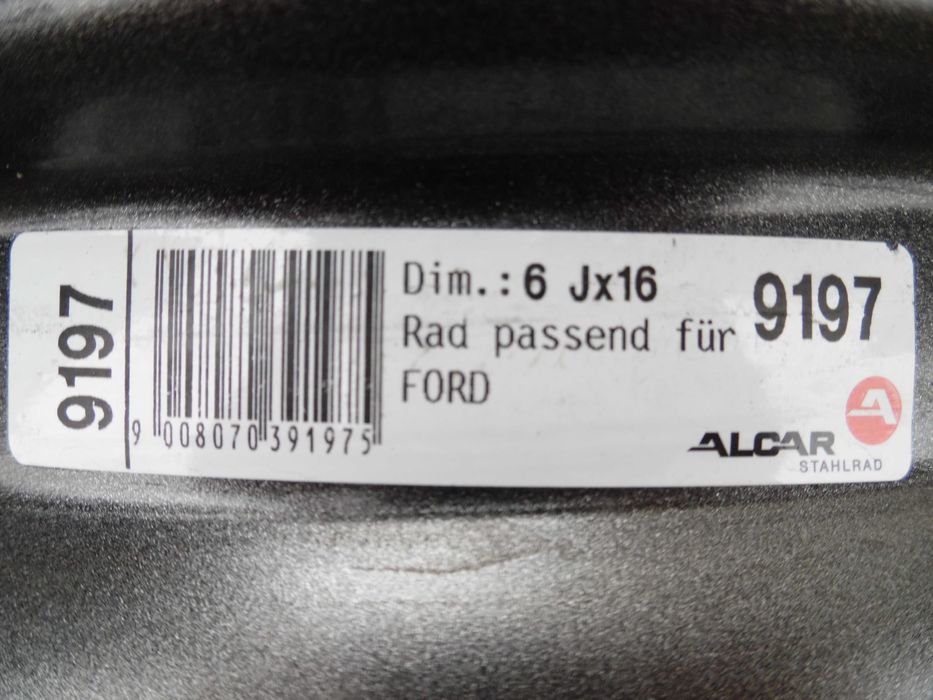 9197
9 008070 391975
Dim.: 6 Jx16
Rad passend für
FORD
9197
A
ALCAR
STAHLRAD